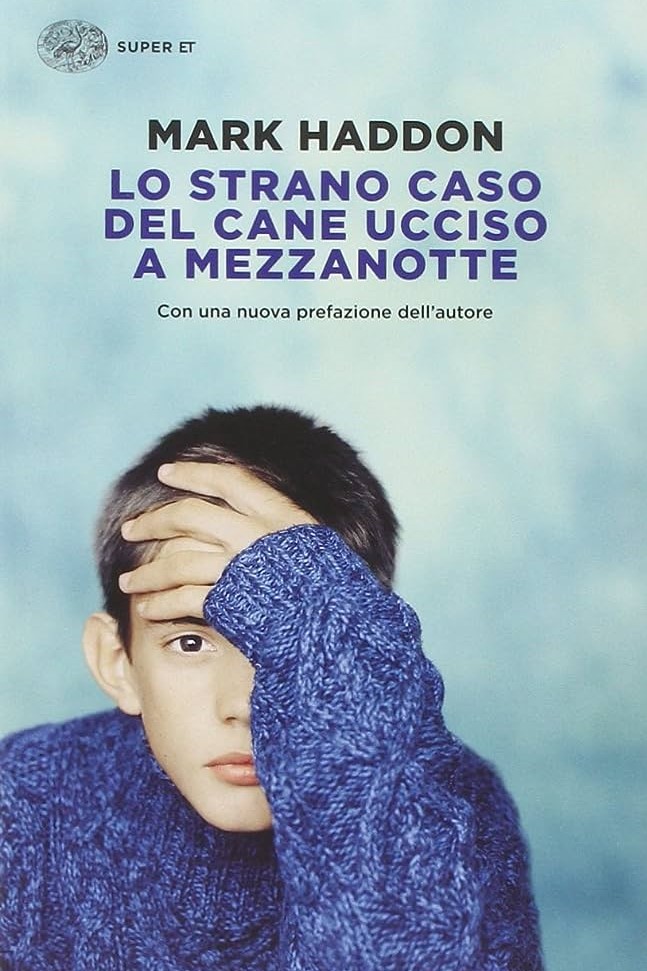 SUPER ET
MARK HADDON
LO STRANO CASO
DEL CANE UCCISO
A MEZZANOTTE
Con una nuova prefazione dell'autore